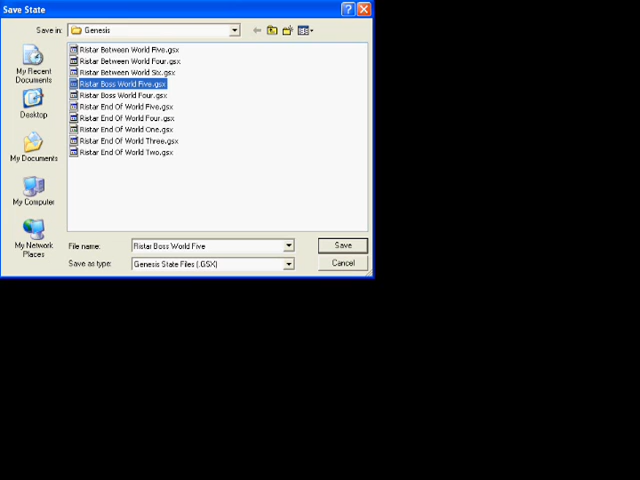 Save State
Save in:
Genesis
My Recent
Documents
Desktop
My Documents
My Computer
My Network
Places
Ristar Between World Five.gsx
Ristar Between World Four.gsx
Ristar Between World Six.gsx
Ristar Boss World Five.gsx
Ristar Boss World Four.gsx
Ristar End Of World Five.gsx
Ristar End Of World Four.gsx
Ristar End Of World One.gsx
Ristar End Of World Three.gsx
Ristar End Of World Two.gsx
File name:
Ristar Boss World Five
Save
Save as type:
Genesis State Files (.GSX)
Cancel